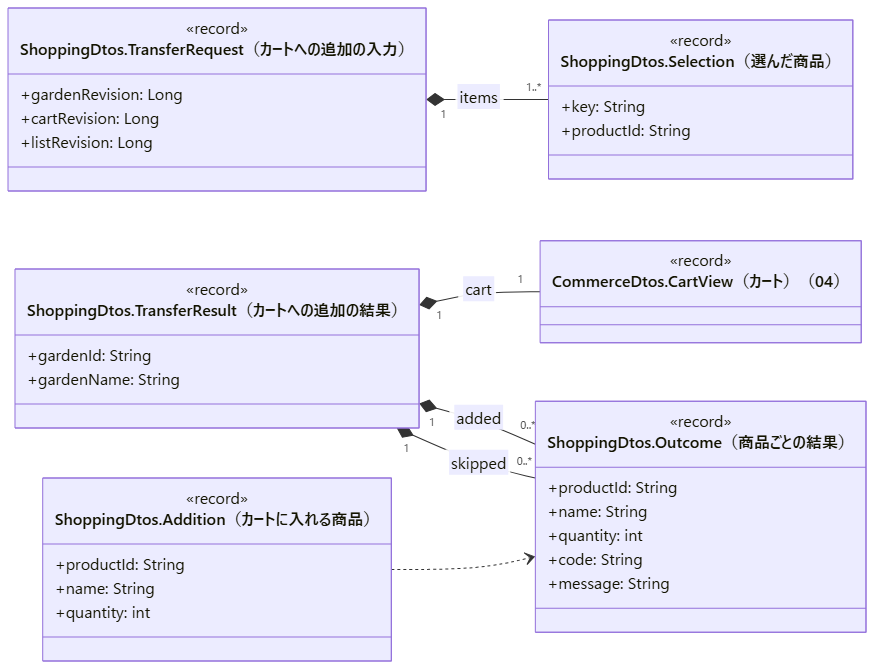 «record»
ShoppingDtos.TransferRequest（カートへの追加の入力）
+gardenRevision: Long
+cartRevision: Long
+listRevision: Long
1
items
1..*
«record»
ShoppingDtos.Selection（選んだ商品）
+key: String
+productId: String
«record»
ShoppingDtos.TransferResult（カートへの追加の結果）
+gardenId: String
+gardenName: String
1
cart
1
«record»
CommerceDtos.CartView（カート）（04）
1
added
0..*
1
skipped
0..*
«record»
ShoppingDtos.Outcome（商品ごとの結果）
+productId: String
+name: String
+quantity: int
+code: String
+message: String
«record»
ShoppingDtos.Addition（カートに入れる商品）
+productId: String
+name: String
+quantity: int